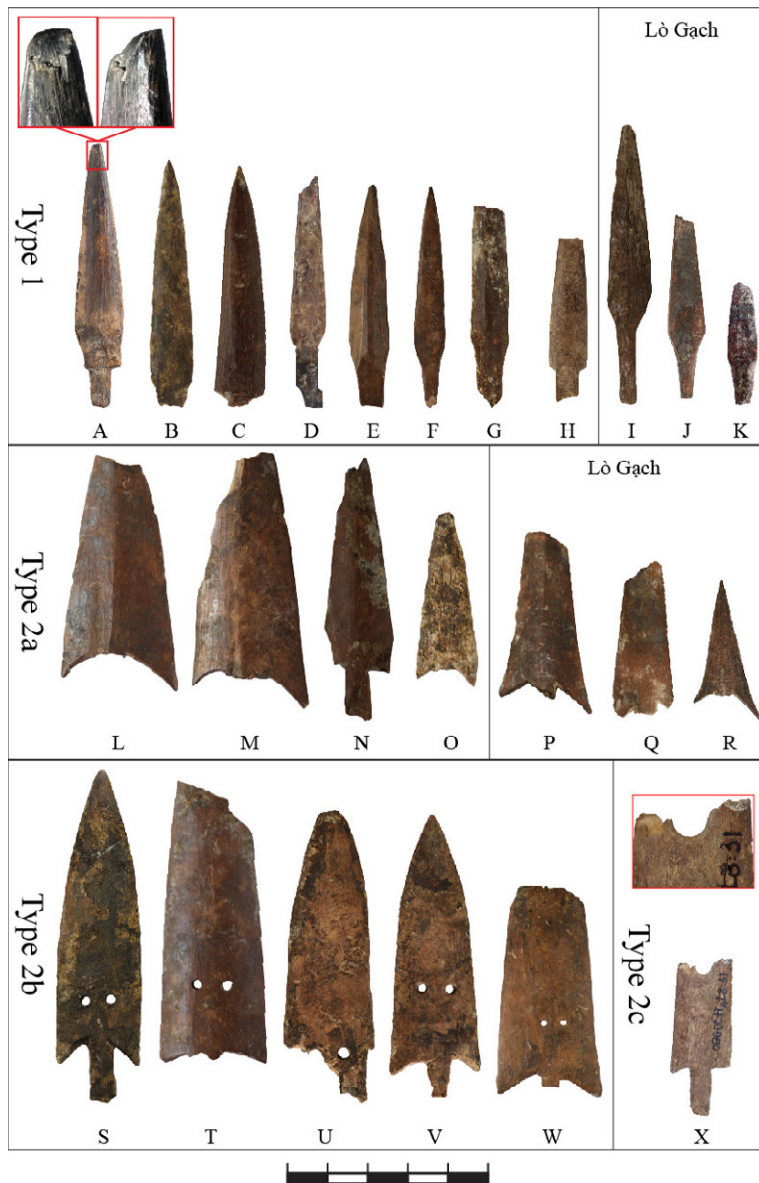 Lò Gạch
Type 1
A B C D E F G H I J K
Lò Gạch
Type 2a
L M N O P Q R
Type 2b
Type 2c
S T U V W X